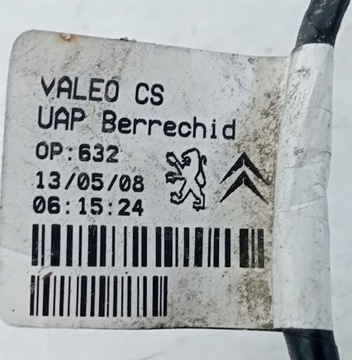 VALEO CS
UAP Berrechid
OP:632
13/05/08
06:15:24